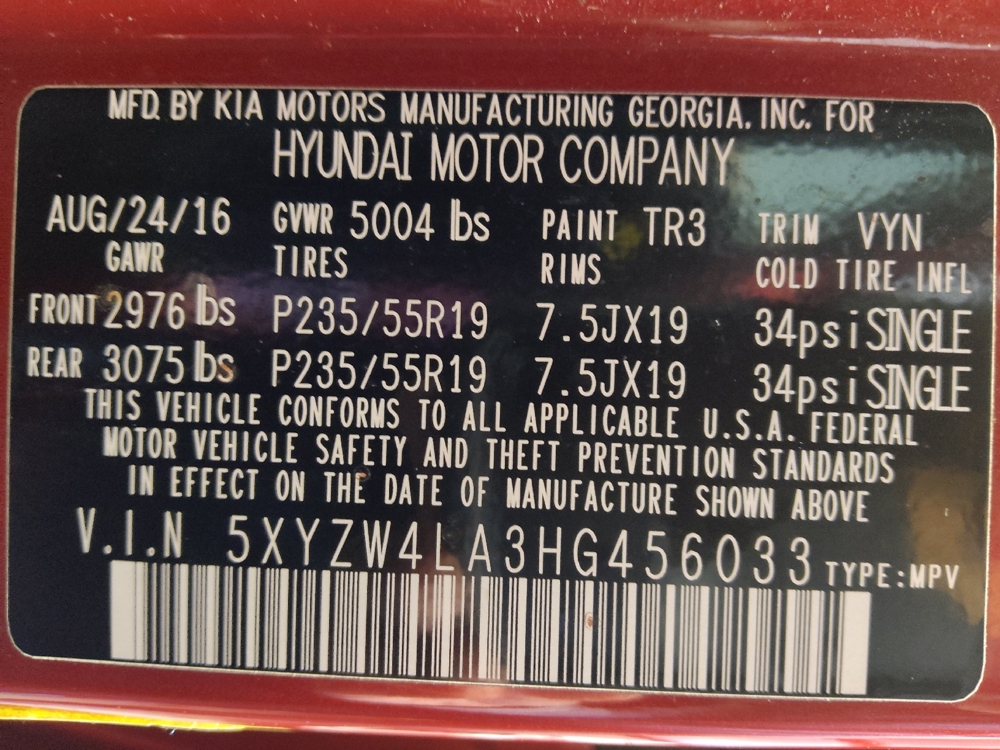 MFD. BY KIA MOTORS MANUFACTURING GEORGIA, INC. FOR
HYUNDAI MOTOR COMPANY
AUG/24/16 GVWR 5004 lbs PAINT TR3 TRIM VYN
GAWR TIRES RIMS COLD TIRE INFL
FRONT 2976 lbs P235/55R19 7.5JX19 34psi SINGLE
REAR 3075 lbs P235/55R19 7.5JX19 34psi SINGLE
THIS VEHICLE CONFORMS TO ALL APPLICABLE U.S.A. FEDERAL
MOTOR VEHICLE SAFETY AND THEFT PREVENTION STANDARDS
IN EFFECT ON THE DATE OF MANUFACTURE SHOWN ABOVE
V.I.N 5XYZW4LA3HG456033 TYPE:MPV